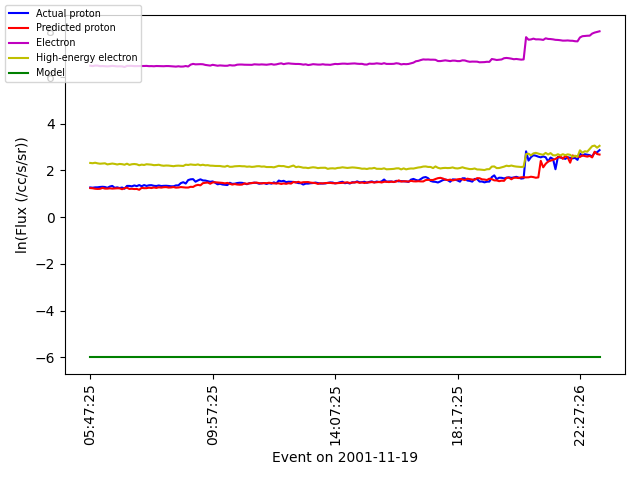 Actual proton
Predicted proton
Electron
High-energy electron
Model
8
6
4
2
0
−2
−4
−6
ln(Flux (/cc/s/sr))
05:47:25
09:57:25
14:07:25
18:17:25
22:27:26
Event on 2001-11-19